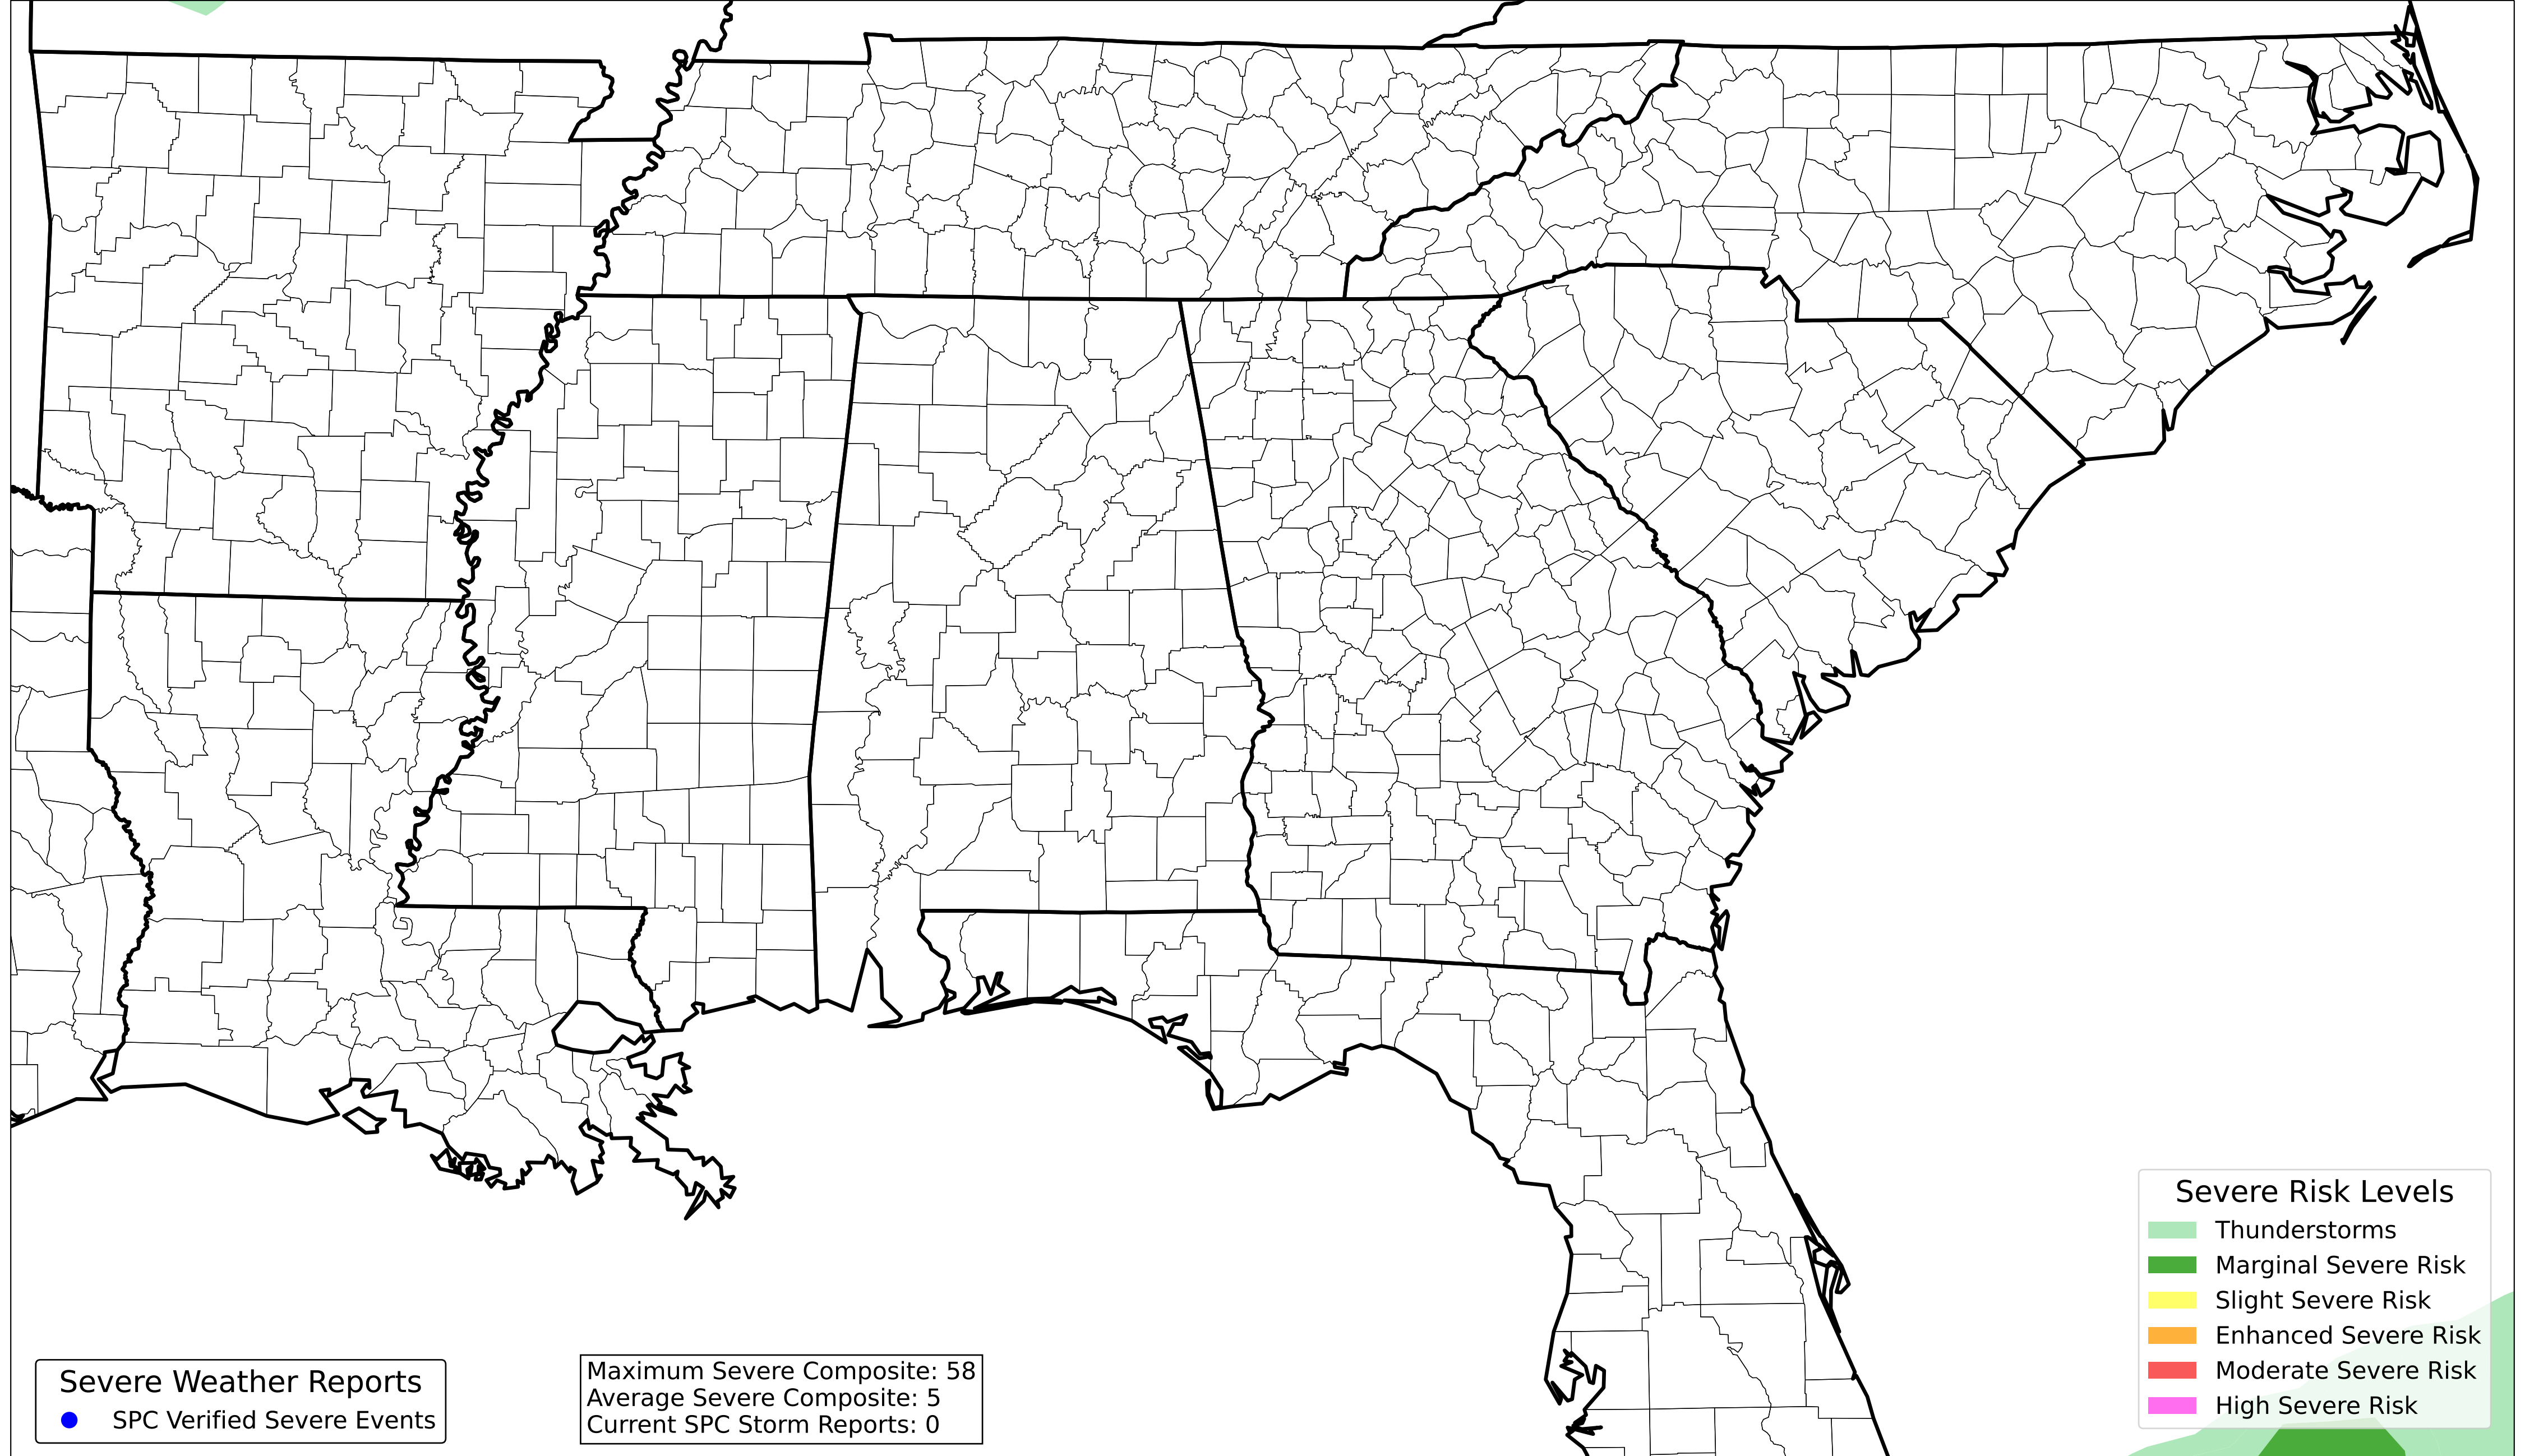 Severe Risk Levels
Thunderstorms
Marginal Severe Risk
Slight Severe Risk
Enhanced Severe Risk
Moderate Severe Risk
High Severe Risk
Severe Weather Reports
SPC Verified Severe Events
Maximum Severe Composite: 58
Average Severe Composite: 5
Current SPC Storm Reports: 0